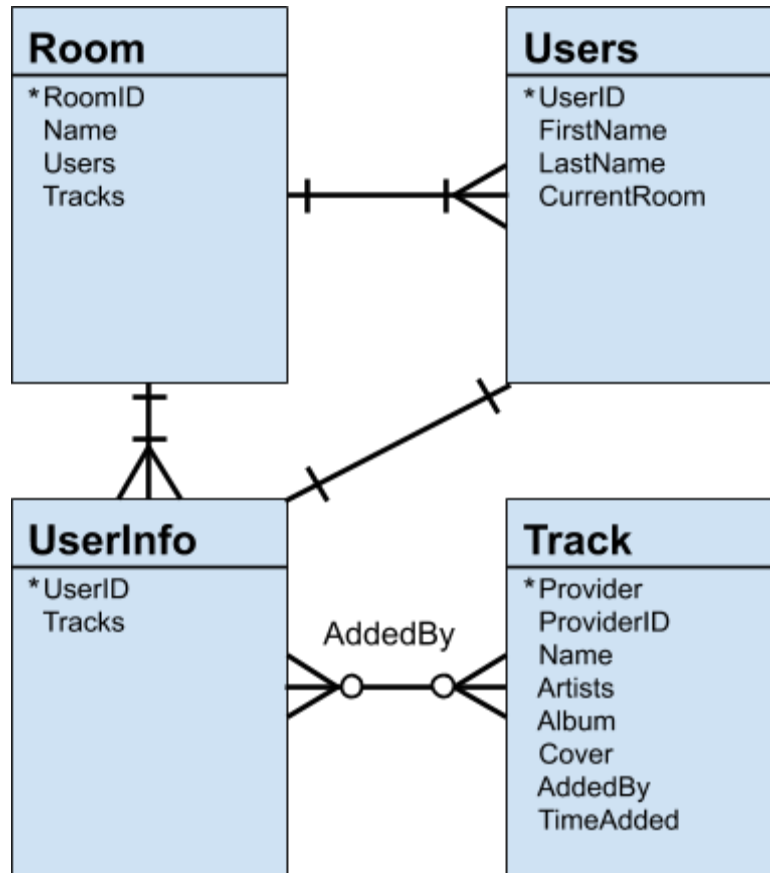 Room
*RoomID
Name
Users
Tracks
Users
*UserID
FirstName
LastName
CurrentRoom
UserInfo
*UserID
Tracks
AddedBy
Track
*Provider
ProviderID
Name
Artists
Album
Cover
AddedBy
TimeAdded